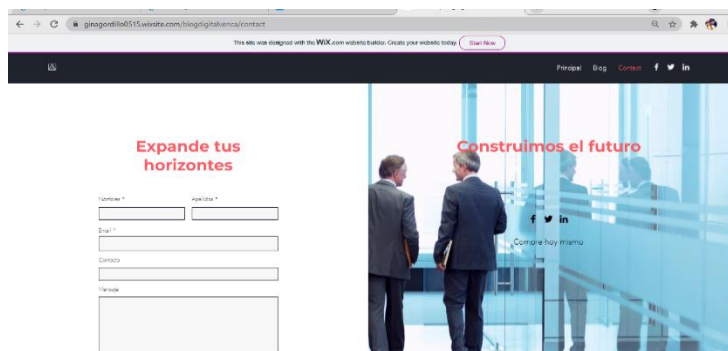 ginagordillo0515.wixsite.com/blogdigitalvenca/contact
This site was designed with the WiX.com website builder. Create your website today. Start Now
Principal Blog Contact
Expande tus
horizontes
Construimos el futuro
Nombres * Apellidos *
Email *
Contacto
Mensaje
Compre hoy mismo